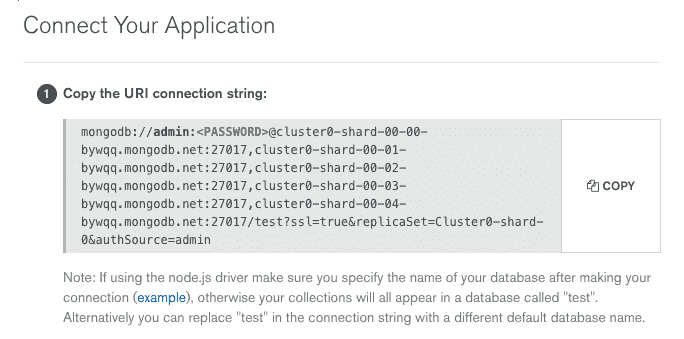 Connect Your Application
1 Copy the URI connection string:
mongodb://admin:<PASSWORD>@cluster0-shard-00-00-
bywqq.mongodb.net:27017,cluster0-shard-00-01-
bywqq.mongodb.net:27017,cluster0-shard-00-02-
bywqq.mongodb.net:27017,cluster0-shard-00-03-
bywqq.mongodb.net:27017,cluster0-shard-00-04-
bywqq.mongodb.net:27017/test?ssl=true&replicaSet=Cluster0-shard-
0&authSource=admin
COPY
Note: If using the node.js driver make sure you specify the name of your database after making your
connection (example), otherwise your collections will all appear in a database called "test".
Alternatively you can replace "test" in the connection string with a different default database name.